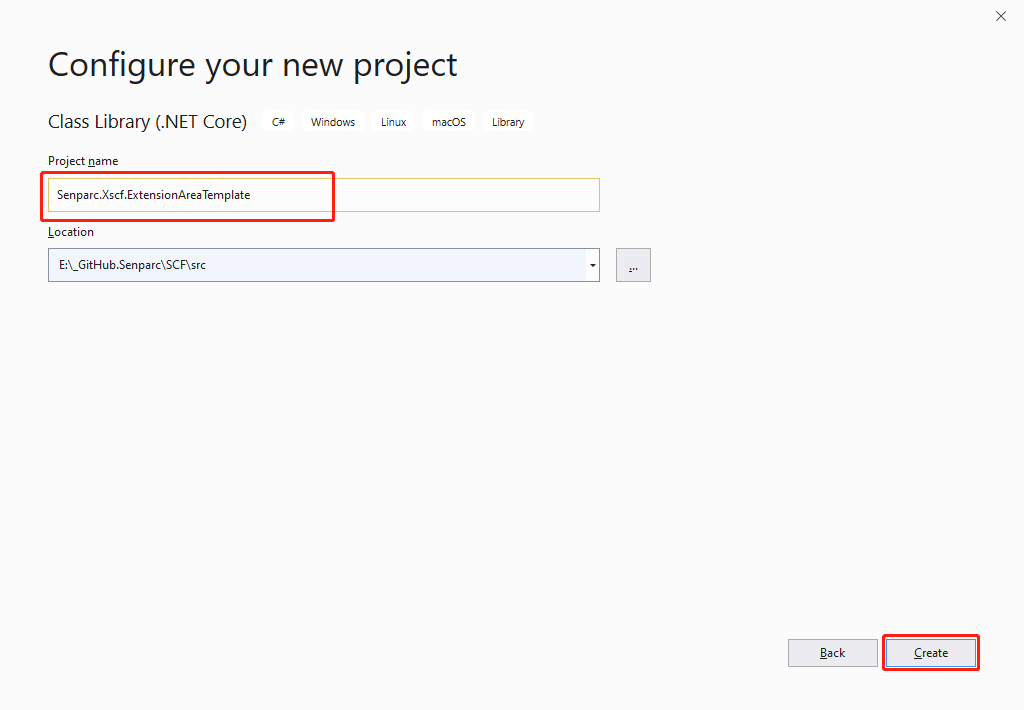 Configure your new project
Class Library (.NET Core) C# Windows Linux macOS Library
Project name
Senparc.Xscf.ExtensionAreaTemplate
Location
E:\_GitHub.Senparc\SCF\src
...
Back Create